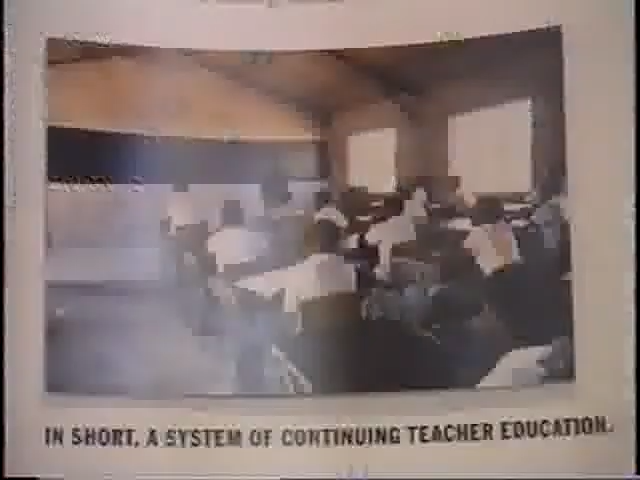 IN SHORT, A SYSTEM OF CONTINUING TEACHER EDUCATION.